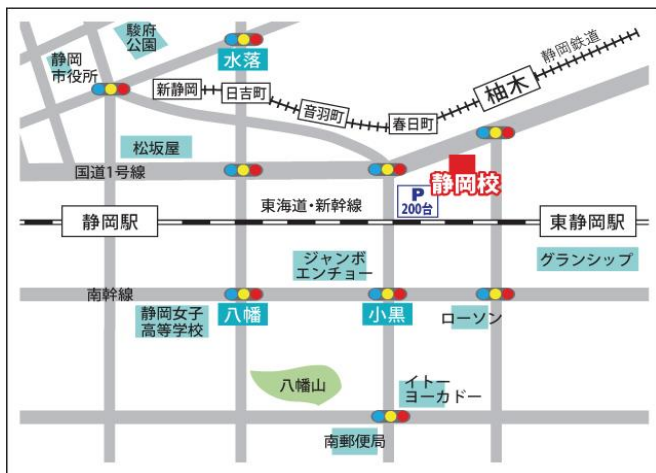 駿府
公園
静岡
市役所
水落
静岡鉄道
新静岡
日吉町
音羽町
春日町
柚木
松坂屋
国道1号線
静岡校
P
200台
東海道・新幹線
静岡駅
東静岡駅
ジャンボ
エンチョー
グランシップ
南幹線
静岡女子
高等学校
八幡
小黒
ローソン
八幡山
イトー
ヨーカドー
南郵便局